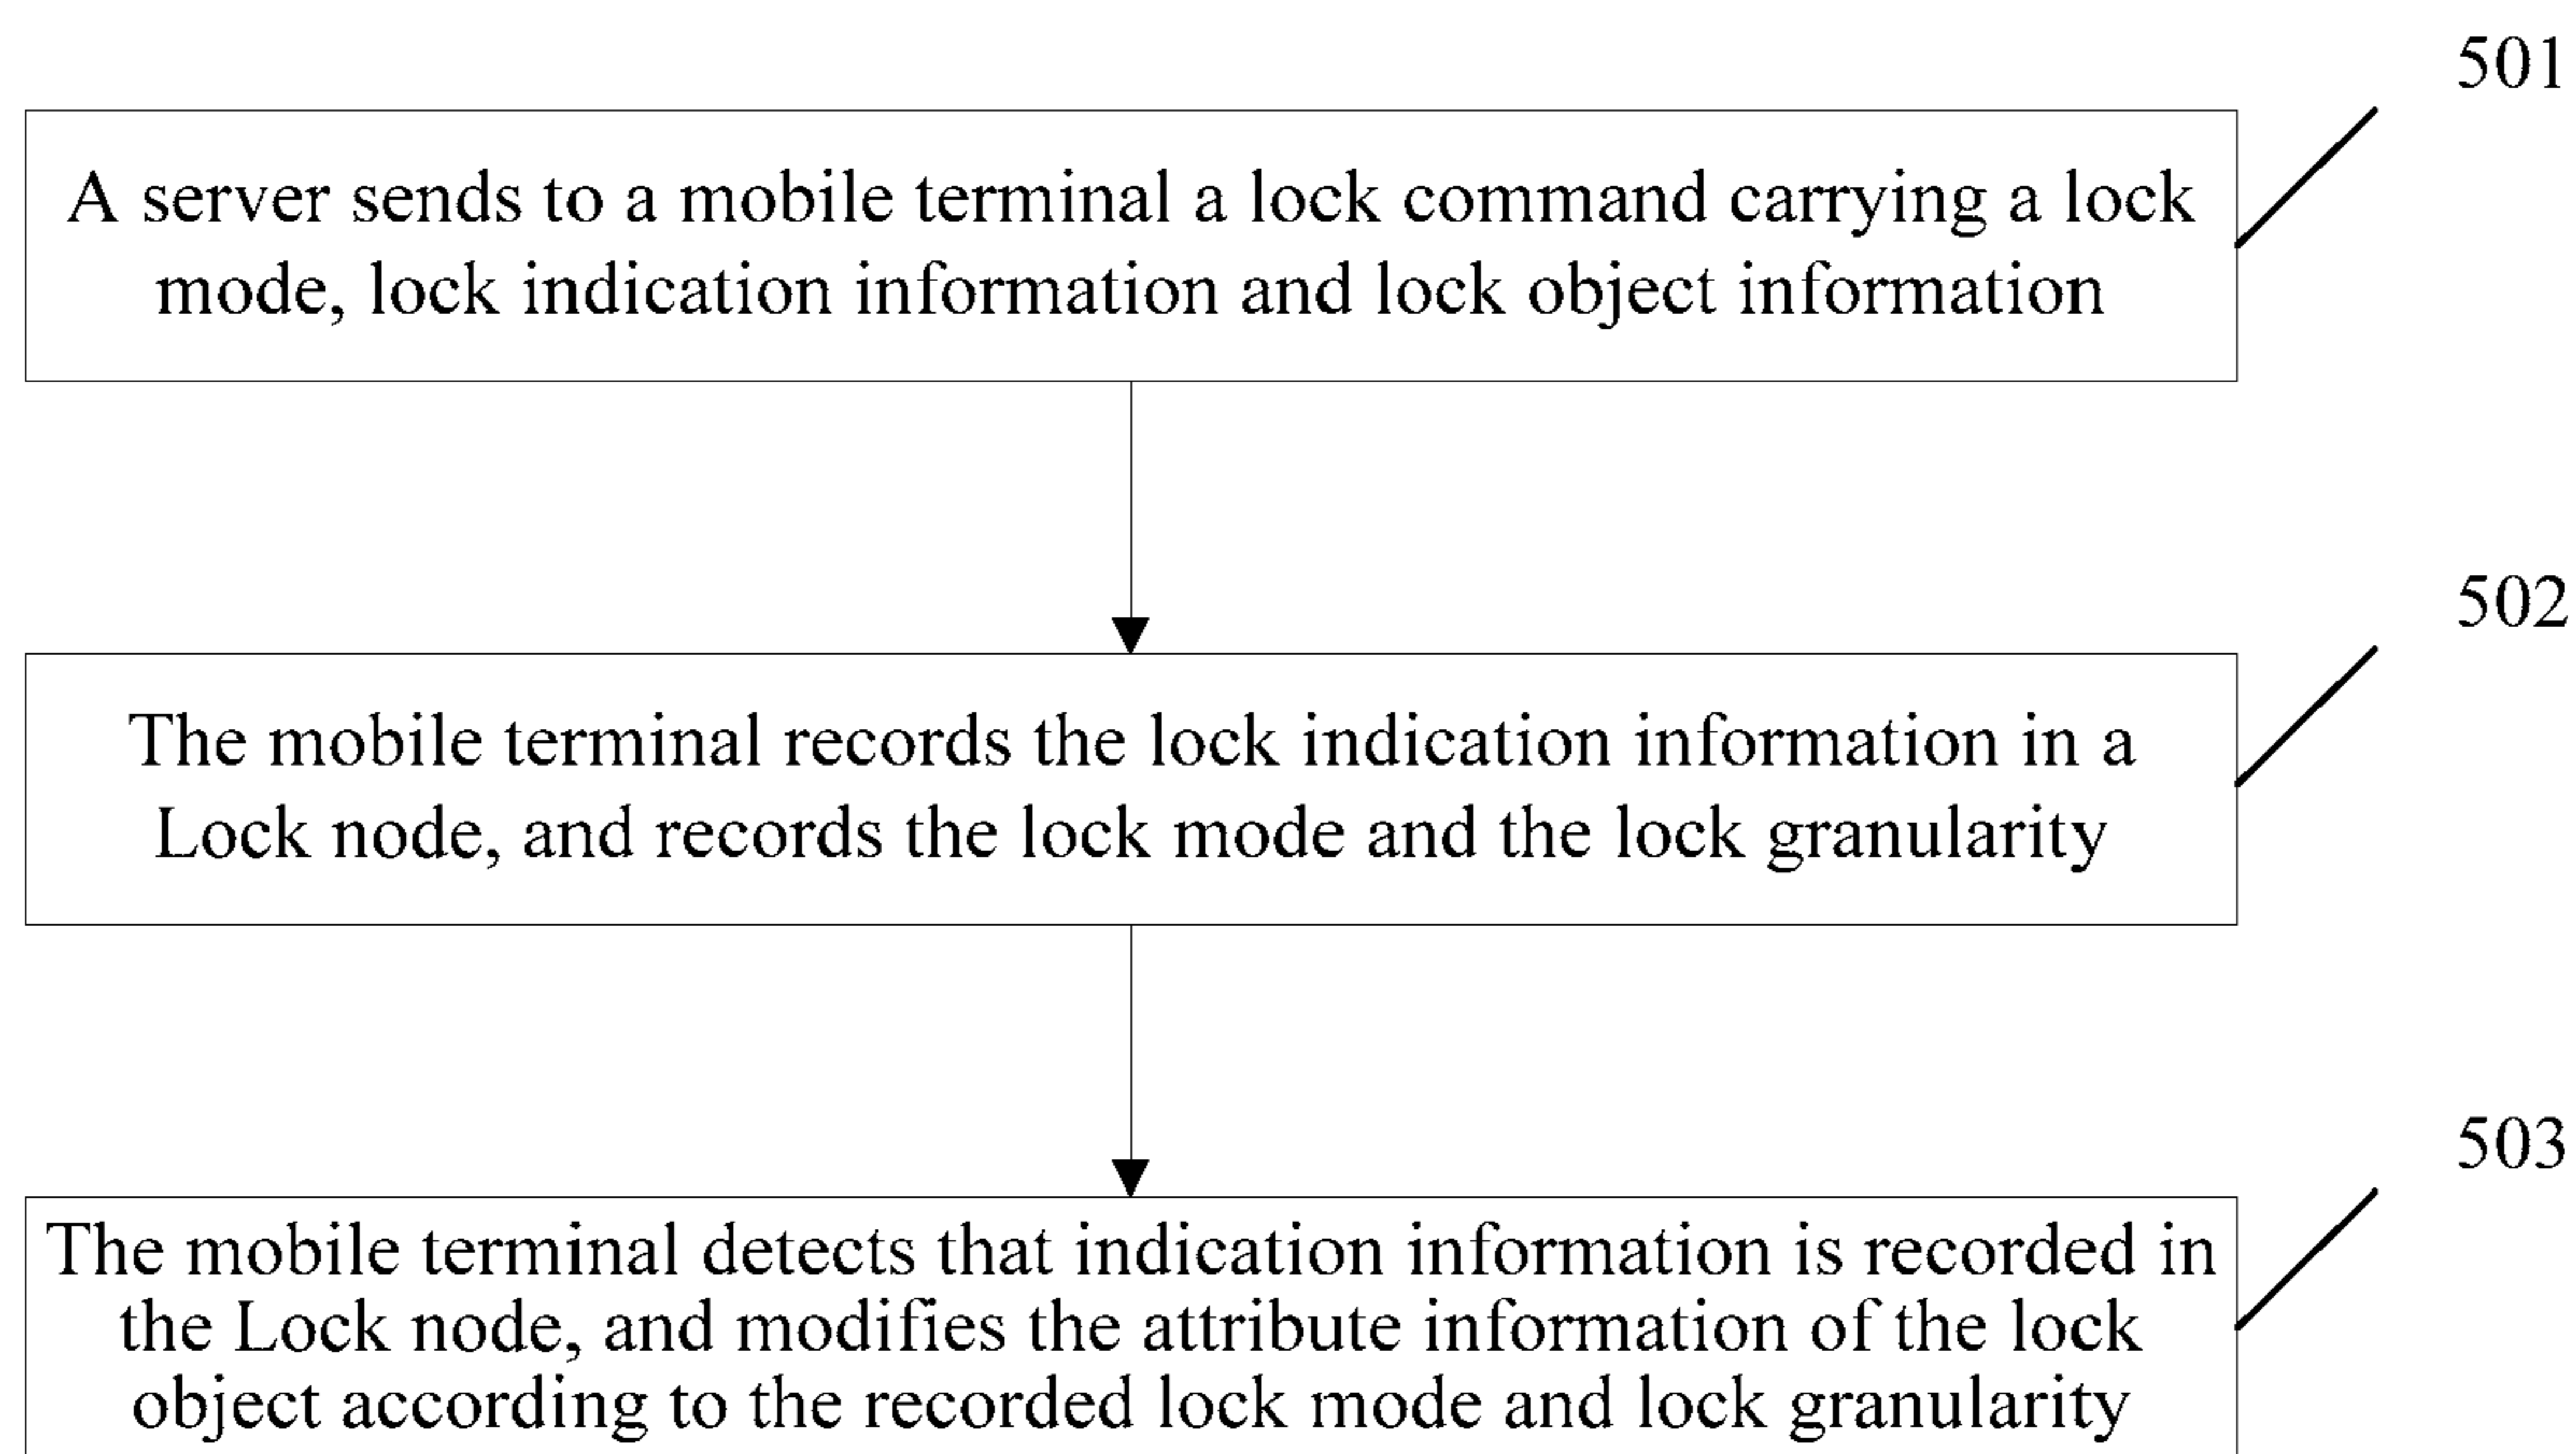 501
A server sends to a mobile terminal a lock command carrying a lock
mode, lock indication information and lock object information
502
The mobile terminal records the lock indication information in a
Lock node, and records the lock mode and the lock granularity
503
The mobile terminal detects that indication information is recorded in
the Lock node, and modifies the attribute information of the lock
object according to the recorded lock mode and lock granularity